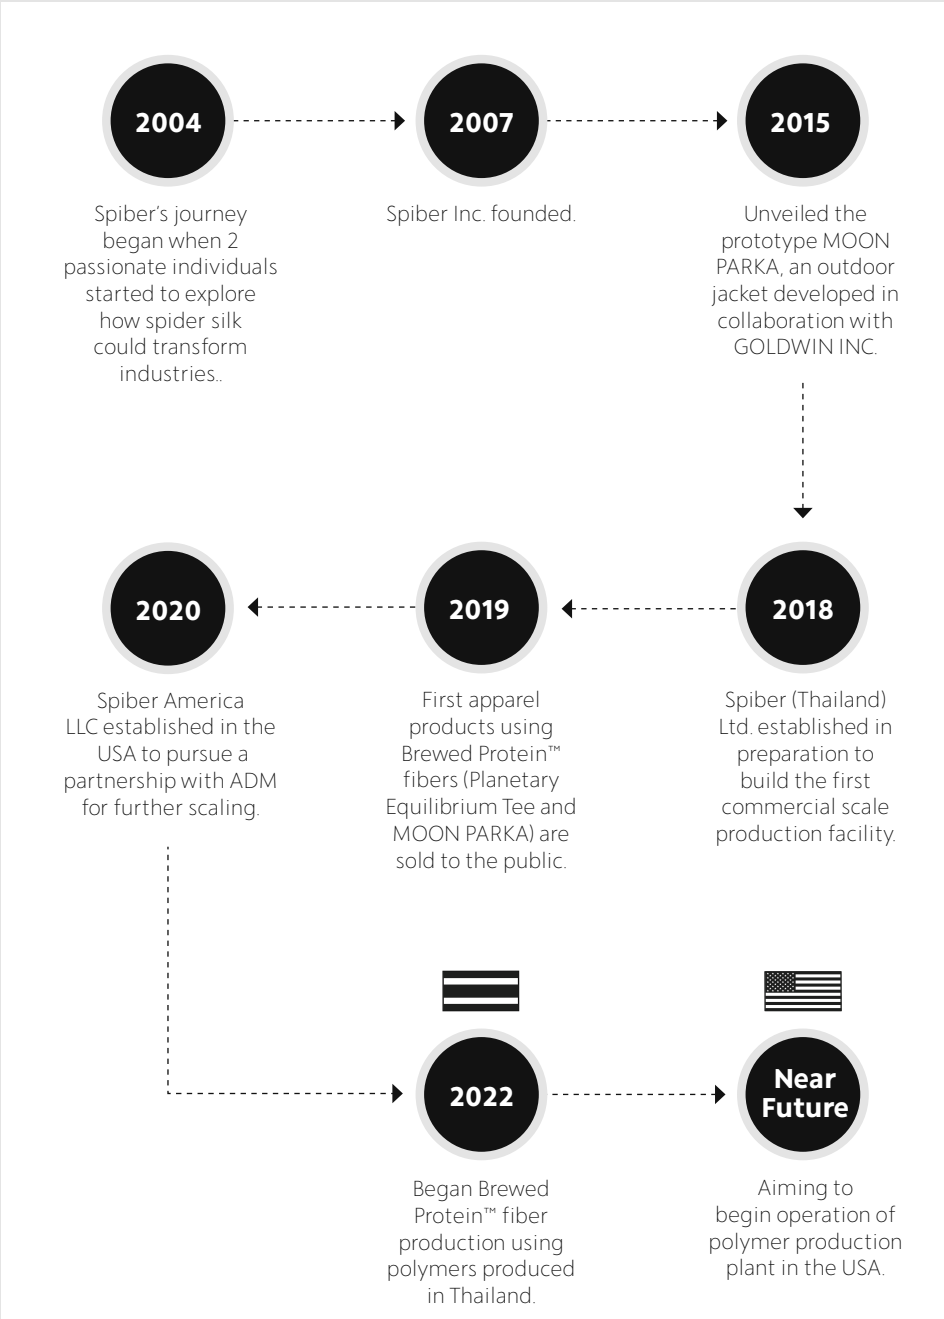 2004
Spiber's journey
began when 2
passionate individuals
started to explore
how spider silk
could transform
industries..
2007
Spiber Inc. founded.
2015
Unveiled the
prototype MOON
PARKA, an outdoor
jacket developed in
collaboration with
GOLDWIN INC.
2018
Spiber (Thailand)
Ltd. established in
preparation to
build the first
commercial scale
production facility.
2019
First apparel
products using
Brewed Protein™
fibers (Planetary
Equilibrium Tee and
MOON PARKA) are
sold to the public.
2020
Spiber America
LLC established in the
USA to pursue a
partnership with ADM
for further scaling.
2022
Began Brewed
Protein™ fiber
production using
polymers produced
in Thailand.
Near
Future
Aiming to
begin operation of
polymer production
plant in the USA.